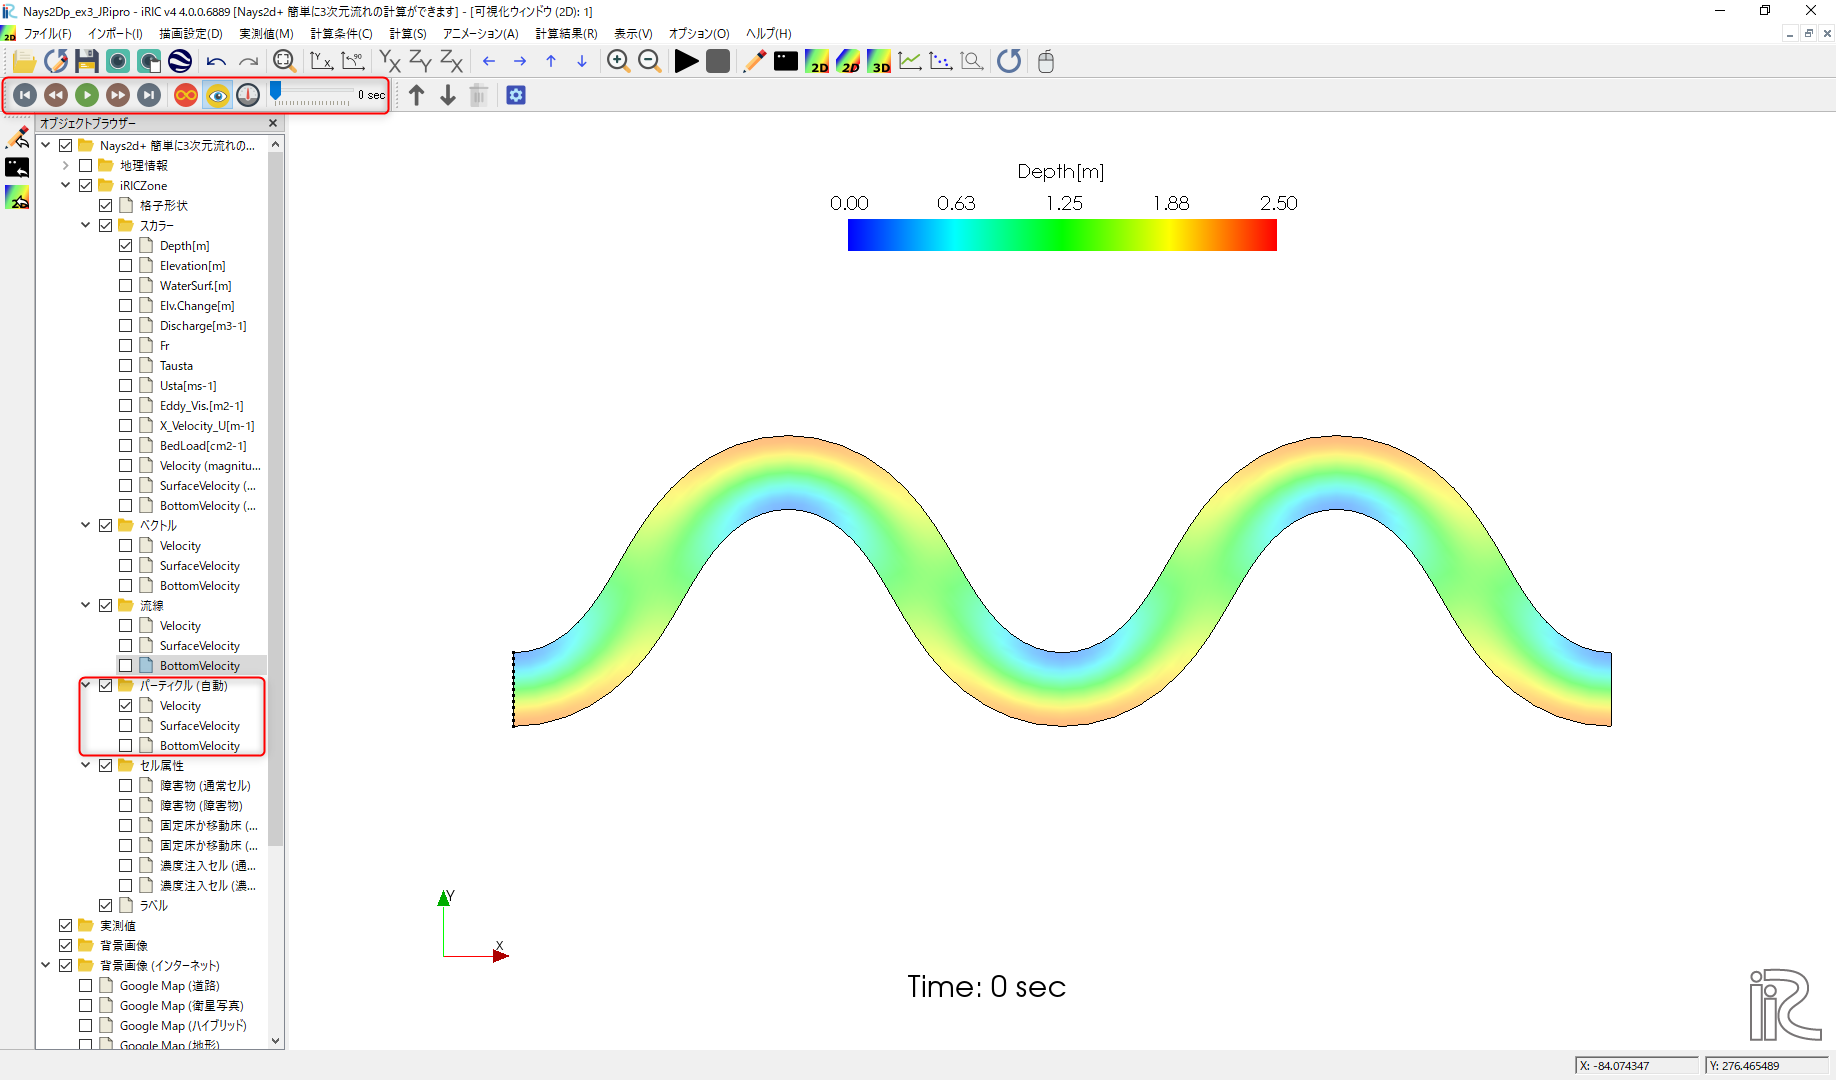 Nays2Dp_ex3_JP.ipro - iRIC v4 4.0.0.6889 [Nays2d+ 簡単に3次元流れの計算ができます] - [可視化ウィンドウ (2D): 1]
ファイル(F) インポート(I) 描画設定(D) 実測値(M) 計算条件(C) 計算(S) アニメーション(A) 計算結果(R) 表示(V) オプション(O) ヘルプ(H)
0 sec
オブジェクトブラウザー
Nays2d+ 簡単に3次元流れの...
地理情報
iRICZone
格子形状
スカラー
Depth[m]
Elevation[m]
WaterSurf.[m]
Elv.Change[m]
Discharge[m3-1]
Fr
Tausta
Usta[ms-1]
Eddy_Vis.[m2-1]
X_Velocity_U[m-1]
BedLoad[cm2-1]
Velocity (magnitu...
SurfaceVelocity (...
BottomVelocity (...
ベクトル
Velocity
SurfaceVelocity
BottomVelocity
流線
Velocity
SurfaceVelocity
BottomVelocity
パーティクル (自動)
Velocity
SurfaceVelocity
BottomVelocity
セル属性
障害物 (通常セル)
障害物 (障害物)
固定床か移動床 (...
固定床か移動床 (...
濃度注入セル (通...
濃度注入セル (濃...
ラベル
実測値
背景画像
背景画像 (インターネット)
Google Map (道路)
Google Map (衛星写真)
Google Map (ハイブリッド)
Google Map (地形)
Depth[m]
0.00 0.63 1.25 1.88 2.50
Y
X
Time: 0 sec
iRIC
X: -84.074347
Y: 276.465489